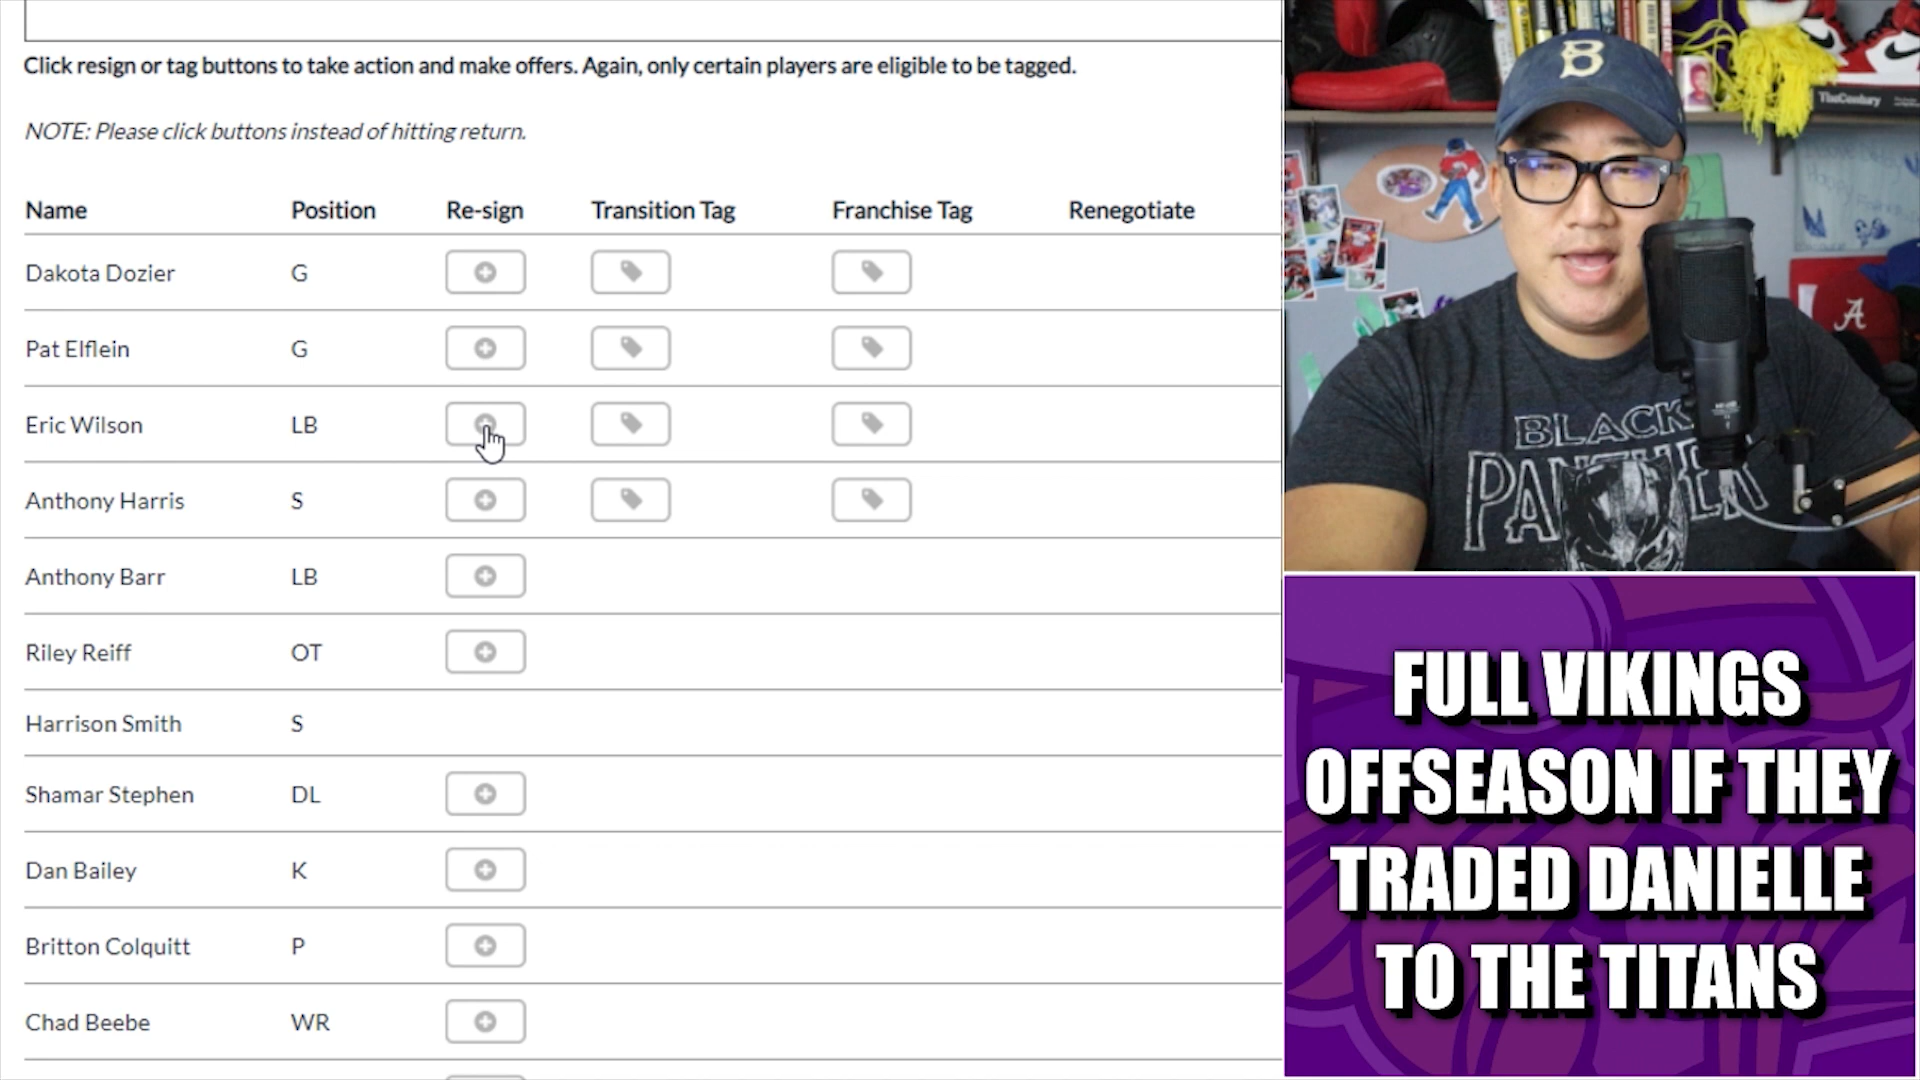 Click resign or tag buttons to take action and make offers. Again, only certain players are eligible to be tagged.
NOTE: Please click buttons instead of hitting return.
Name Position Re-sign Transition Tag Franchise Tag Renegotiate
Dakota Dozier G
Pat Elflein G
Eric Wilson LB
Anthony Harris S
Anthony Barr LB
Riley Reiff OT
Harrison Smith S
Shamar Stephen DL
Dan Bailey K
Britton Colquitt P
Chad Beebe WR
B
TheCentury
A
BLACK
PANTHER
FULL VIKINGS
OFFSEASON IF THEY
TRADED DANIELLE
TO THE TITANS